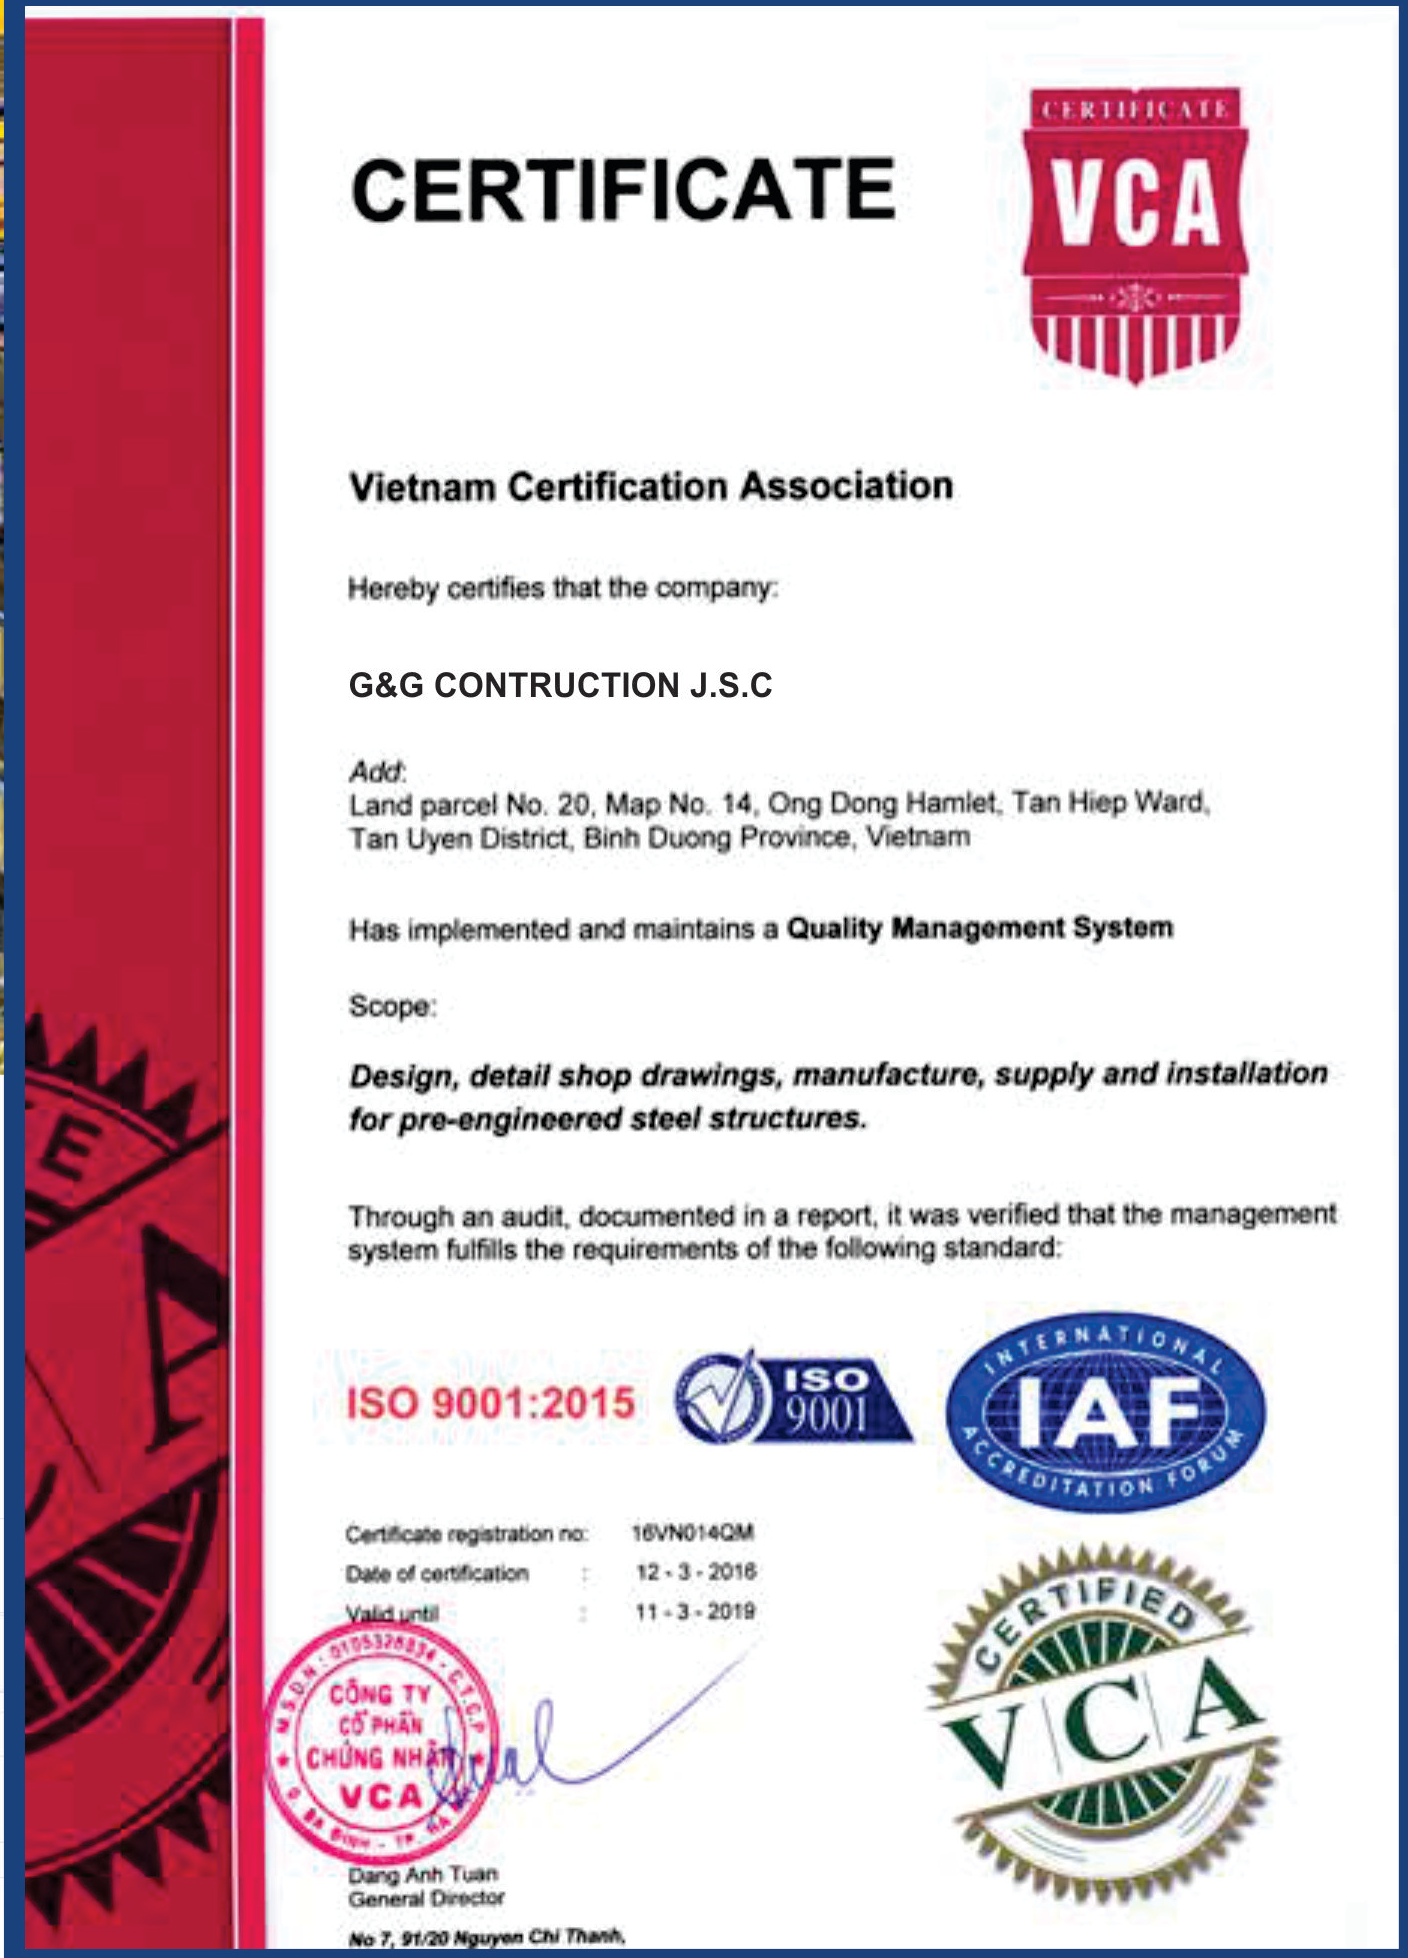 CERTIFICATE
VCA
CERTIFICATE
Vietnam Certification Association
Hereby certifies that the company:
G&G CONTRUCTION J.S.C
Add:
Land parcel No. 20, Map No. 14, Ong Dong Hamlet, Tan Hiep Ward,
Tan Uyen District, Binh Duong Province, Vietnam
Has implemented and maintains a Quality Management System
Scope:
Design, detail shop drawings, manufacture, supply and installation
for pre-engineered steel structures.
Through an audit, documented in a report, it was verified that the management
system fulfills the requirements of the following standard:
ISO 9001:2015
ISO
9001
INTERNATIONAL
IAF
ACCREDITATION FORUM
Certificate registration no: 16VN014QM
Date of certification : 12 - 3 - 2016
Valid until : 11 - 3 - 2019
CERTIFIED
VCA
M.S.D.N: - C.T.C.P
CÔNG TY
CỔ PHẦN
CHỨNG NHẬN
VCA
BA ĐÌNH - TP. HÀ
Dang Anh Tuan
General Director
No 7, 91/20 Nguyen Chi Thanh,